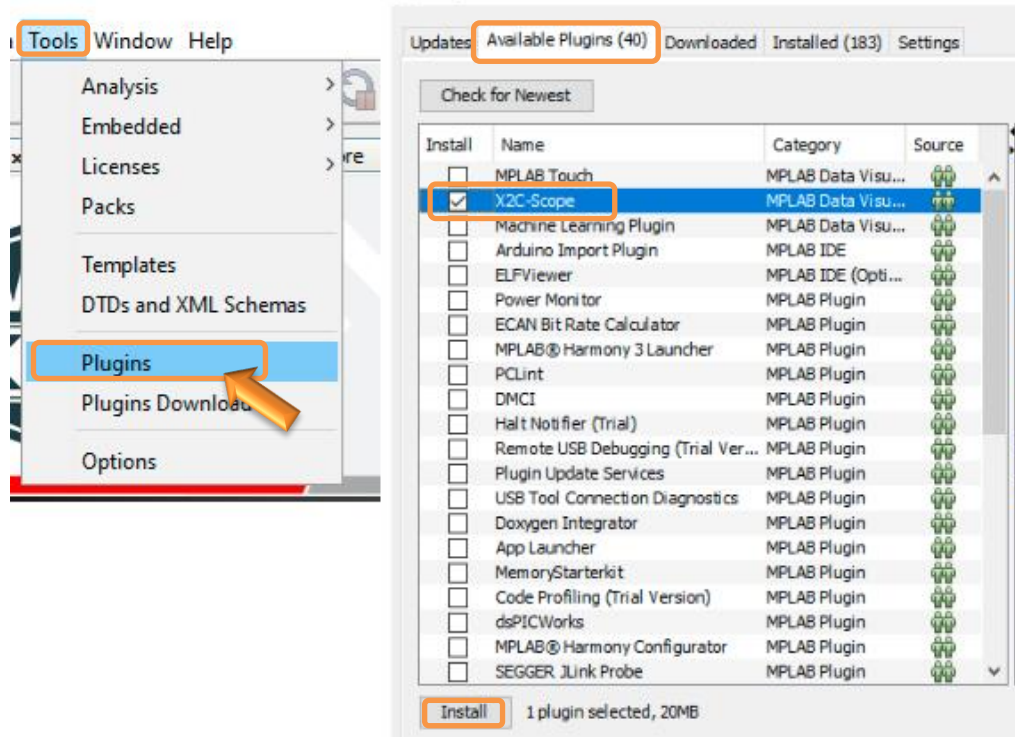 Tools Window Help
Analysis
Embedded
Licenses
Packs
Templates
DTDs and XML Schemas
Plugins
Plugins Download
Options
Updates Available Plugins (40) Downloaded Installed (183) Settings
Check for Newest
Install Name Category Source
MPLAB Touch MPLAB Data Visu...
X2C-Scope MPLAB Data Visu...
Machine Learning Plugin MPLAB Data Visu...
Arduino Import Plugin MPLAB IDE
ELFViewer MPLAB IDE (Opti...
Power Monitor MPLAB Plugin
ECAN Bit Rate Calculator MPLAB Plugin
MPLAB® Harmony 3 Launcher MPLAB Plugin
PCLint MPLAB Plugin
DMCI MPLAB Plugin
Halt Notifier (Trial) MPLAB Plugin
Remote USB Debugging (Trial Ver... MPLAB Plugin
Plugin Update Services MPLAB Plugin
USB Tool Connection Diagnostics MPLAB Plugin
Doxygen Integrator MPLAB Plugin
App Launcher MPLAB Plugin
MemoryStarterkit MPLAB Plugin
Code Profiling (Trial Version) MPLAB Plugin
dsPICWorks MPLAB Plugin
MPLAB® Harmony Configurator MPLAB Plugin
SEGGER JLink Probe MPLAB Plugin
Install 1 plugin selected, 20MB